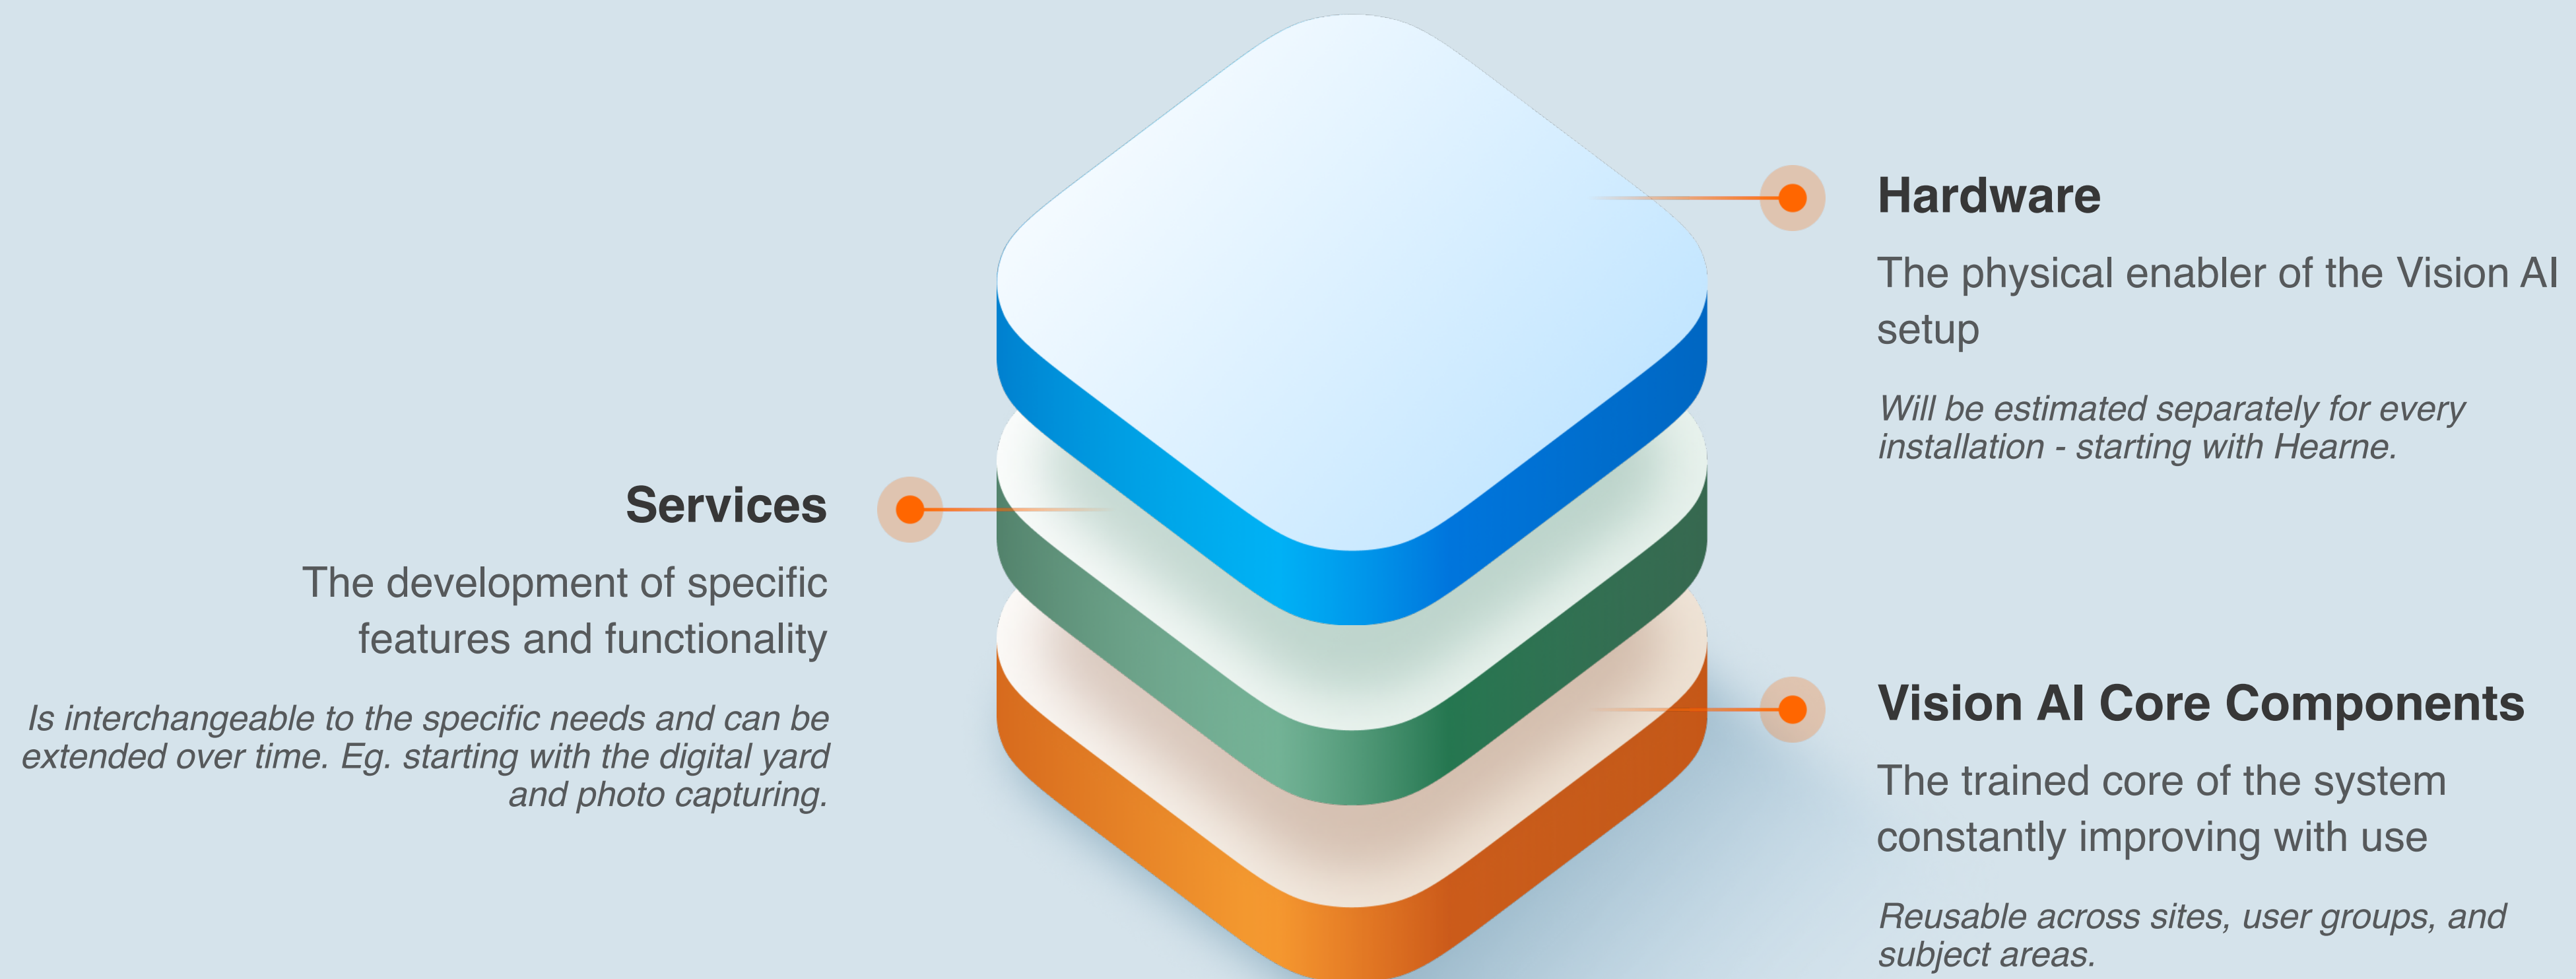 Hardware
The physical enabler of the Vision AI
setup
Will be estimated separately for every
installation - starting with Hearne.
Services
The development of specific
features and functionality
Is interchangeable to the specific needs and can be
extended over time. Eg. starting with the digital yard
and photo capturing.
Vision AI Core Components
The trained core of the system
constantly improving with use
Reusable across sites, user groups, and
subject areas.